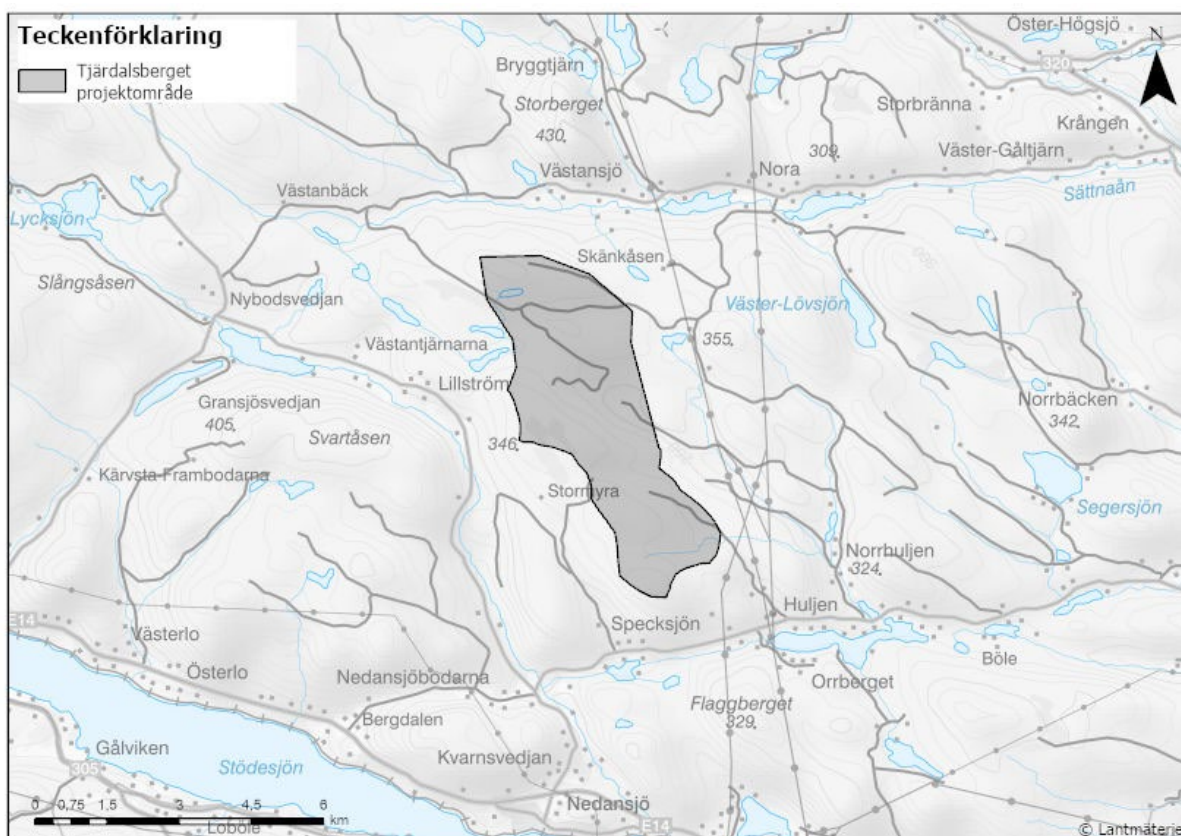 Teckenförklaring
Tjärdalsberget
projektområde
Öster-Högsjö
N
320
Bryggtjärn
Storberget
430
Storbränna
Krången
309
Västansjö
Nora
Väster-Gåltjärn
Västanbäck
Sättnaån
Lycksjön
Skänkåsen
Slångsåsen
Nybodsvedjan
Väster-Lövsjön
Västantjärnarna
355
Lillström
Gransjösvedjan
405
Norrbäcken
342
Svartåsen
346
Kärvsta-Frambodarna
Stormyra
Segersjön
Norrhuljen
324
E14
Västerlo
Specksjön
Huljen
Österlo
Nedansjöbodarna
Böle
Orrberget
Bergdalen
Flaggberget
329
Gålviken
Kvarnsvedjan
305
Stödesjön
Nedansjö
0 0,75 1,5 3 4,5 6
km
Loböle
E14
© Lantmäterie